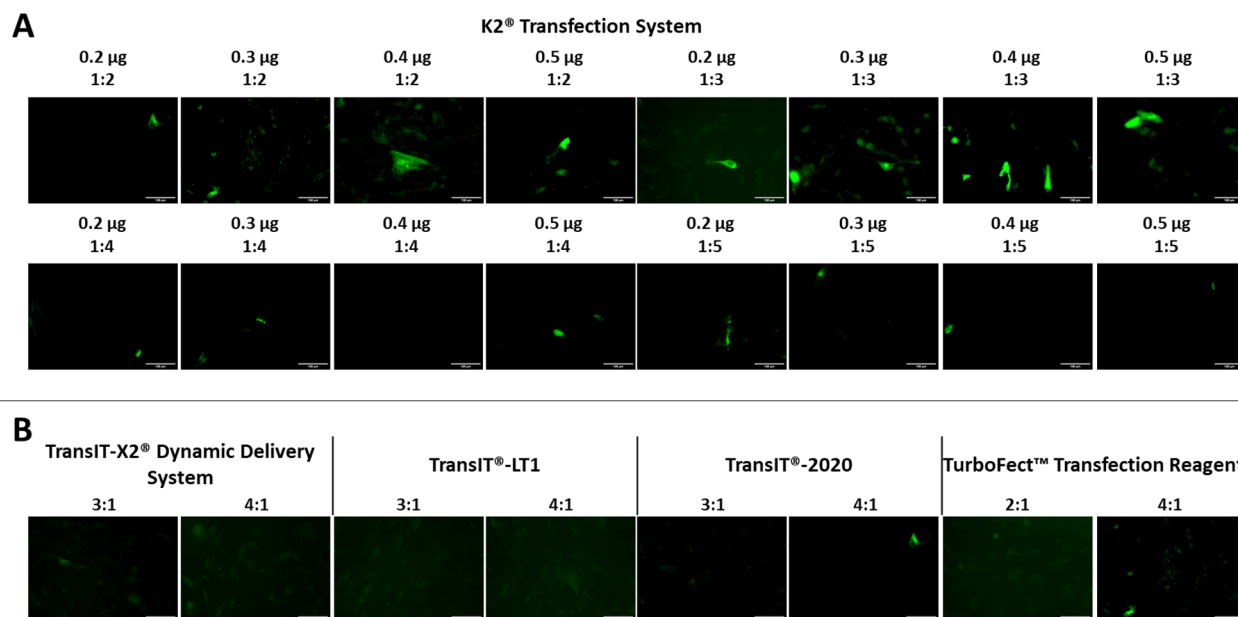 A
K2® Transfection System
0.2 µg 0.3 µg 0.4 µg 0.5 µg 0.2 µg 0.3 µg 0.4 µg 0.5 µg
1:2 1:2 1:2 1:2 1:3 1:3 1:3 1:3
0.2 µg 0.3 µg 0.4 µg 0.5 µg 0.2 µg 0.3 µg 0.4 µg 0.5 µg
1:4 1:4 1:4 1:4 1:5 1:5 1:5 1:5
B
TransIT-X2® Dynamic Delivery
System
TransIT®-LT1
TransIT®-2020
TurboFect™ Transfection Reagent
3:1 4:1 3:1 4:1 3:1 4:1 2:1 4:1